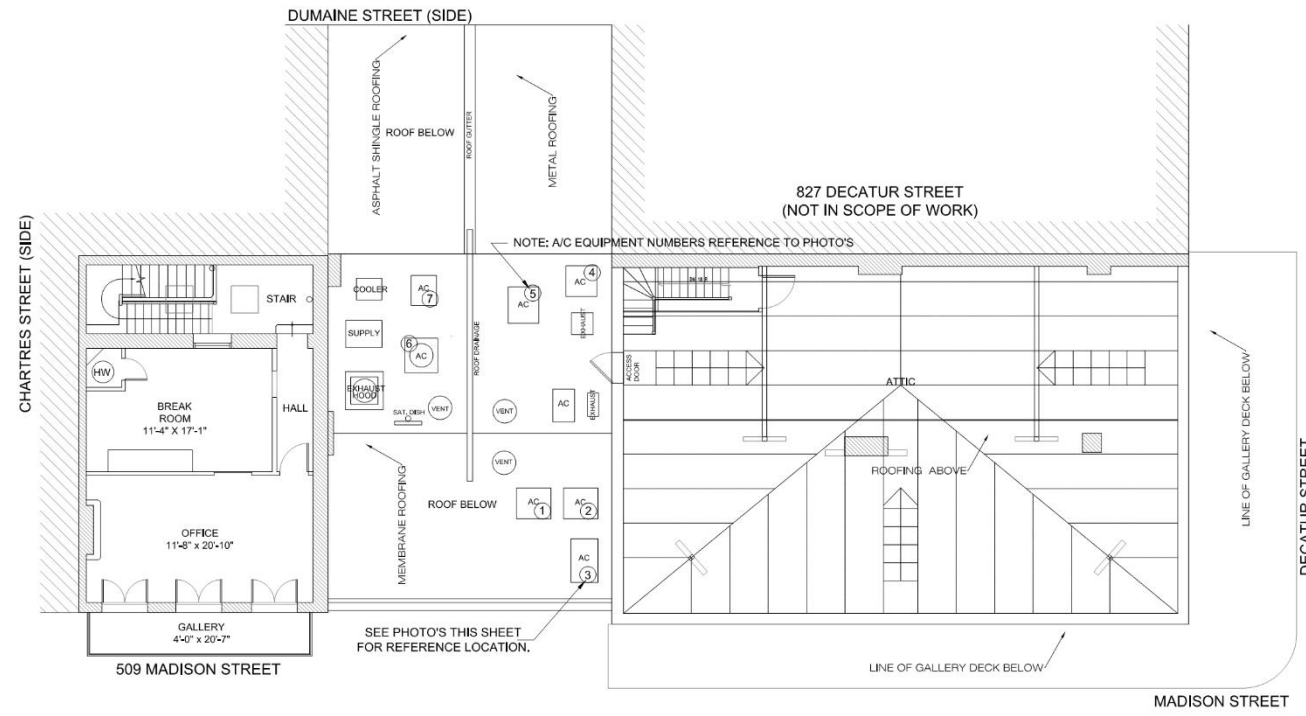 DUMAINE STREET (SIDE)
ASPHALT SHINGLE ROOFING
ROOF BELOW
ROOF GUTTER
METAL ROOFING
827 DECATUR STREET
(NOT IN SCOPE OF WORK)
CHARTRES STREET (SIDE)
NOTE: A/C EQUIPMENT NUMBERS REFERENCE TO PHOTO'S
STAIR
COOLER
AC
7
AC
5
AC
4
SUPPLY
6
AC
EXHAUST
ROOF DRAINAGE
ACCESS
DOOR
HW
BREAK
ROOM
11'-4" X 17'-1"
HALL
EXHAUST
HOOD
SAT. DISH
VENT
VENT
AC
EXHAUST
ATTIC
LINE OF GALLERY DECK BELOW
DECATUR STREET
VENT
ROOFING ABOVE
MEMBRANE ROOFING
ROOF BELOW
AC
1
AC
2
OFFICE
11'-8" x 20'-10"
AC
3
GALLERY
4'-0" x 20'-7"
SEE PHOTO'S THIS SHEET
FOR REFERENCE LOCATION.
509 MADISON STREET
LINE OF GALLERY DECK BELOW
MADISON STREET